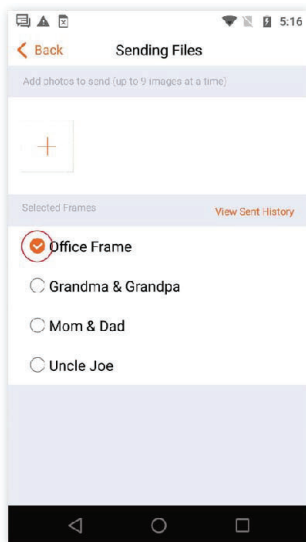 5:16
Back Sending Files
Add photos to send (up to 9 images at a time)
Selected Frames View Sent History
Office Frame
Grandma & Grandpa
Mom & Dad
Uncle Joe